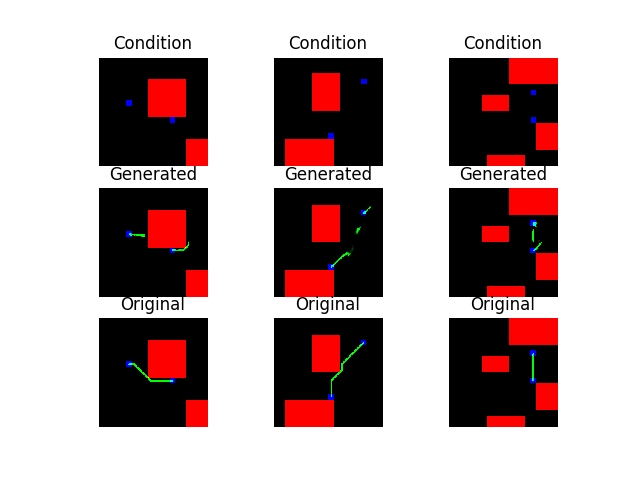 Condition
Condition
Condition
Generated
Generated
Generated
Original
Original
Original